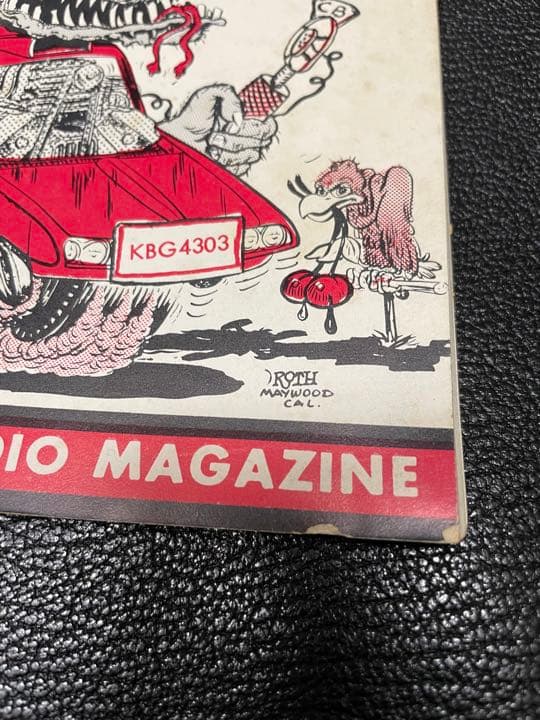 CB
KBG4303
ROTH
MAYWOOD
CAL.
DIO MAGAZINE